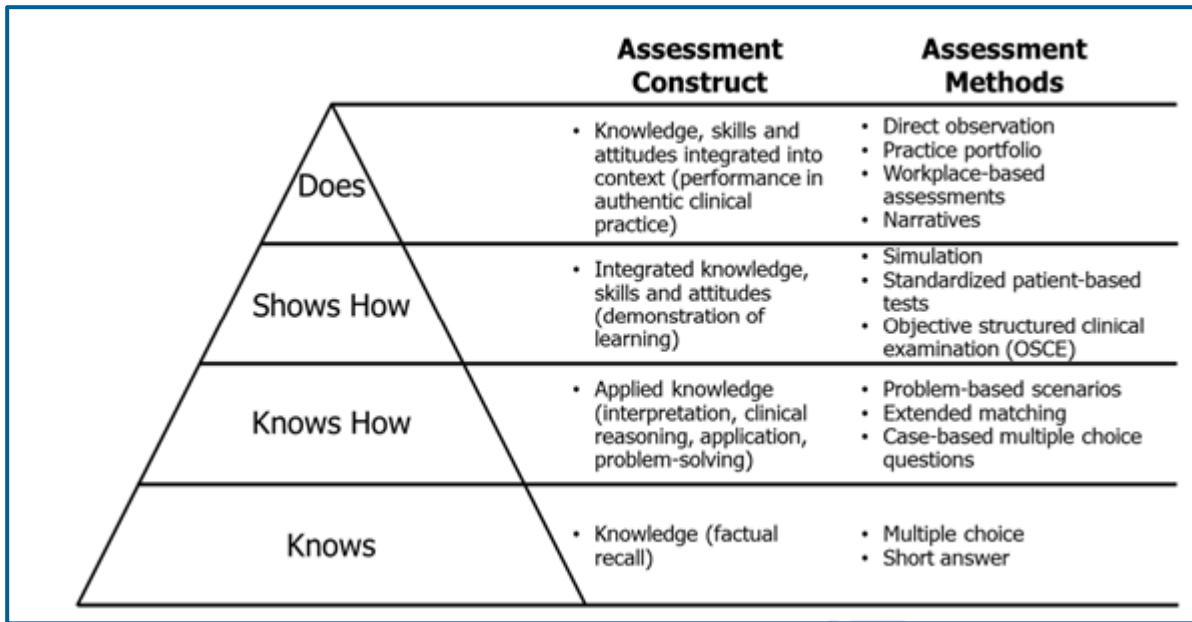 Assessment
Construct
Assessment
Methods
Does
• Knowledge, skills and
attitudes integrated into
context (performance in
authentic clinical
practice)
• Direct observation
• Practice portfolio
• Workplace-based
assessments
• Narratives
Shows How
• Integrated knowledge,
skills and attitudes
(demonstration of
learning)
• Simulation
• Standardized patient-based
tests
• Objective structured clinical
examination (OSCE)
Knows How
• Applied knowledge
(interpretation, clinical
reasoning, application,
problem-solving)
• Problem-based scenarios
• Extended matching
• Case-based multiple choice
questions
Knows
• Knowledge (factual
recall)
• Multiple choice
• Short answer